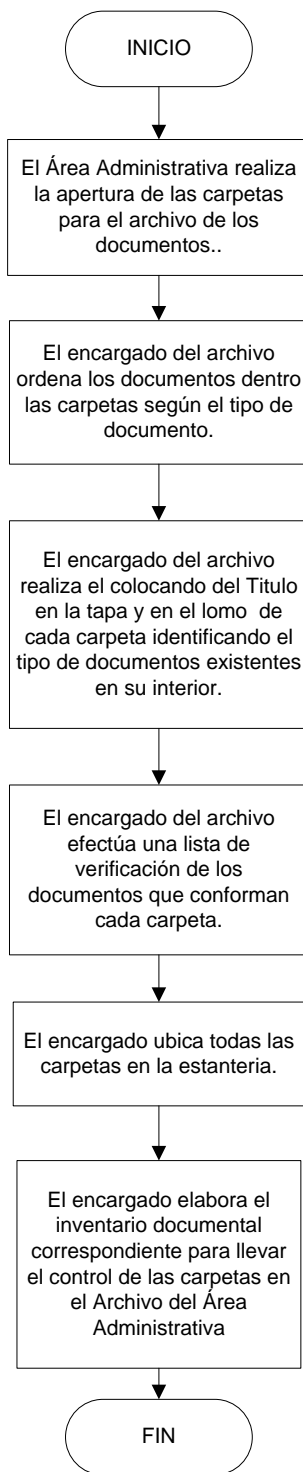 INICIO
El Área Administrativa realiza
la apertura de las carpetas
para el archivo de los
documentos..
El encargado del archivo
ordena los documentos dentro
las carpetas según el tipo de
documento.
El encargado del archivo
realiza el colocando del Titulo
en la tapa y en el lomo de
cada carpeta identificando el
tipo de documentos existentes
en su interior.
El encargado del archivo
efectúa una lista de
verificación de los
documentos que conforman
cada carpeta.
El encargado ubica todas las
carpetas en la estanteria.
El encargado elabora el
inventario documental
correspondiente para llevar
el control de las carpetas en
el Archivo del Área
Administrativa
FIN